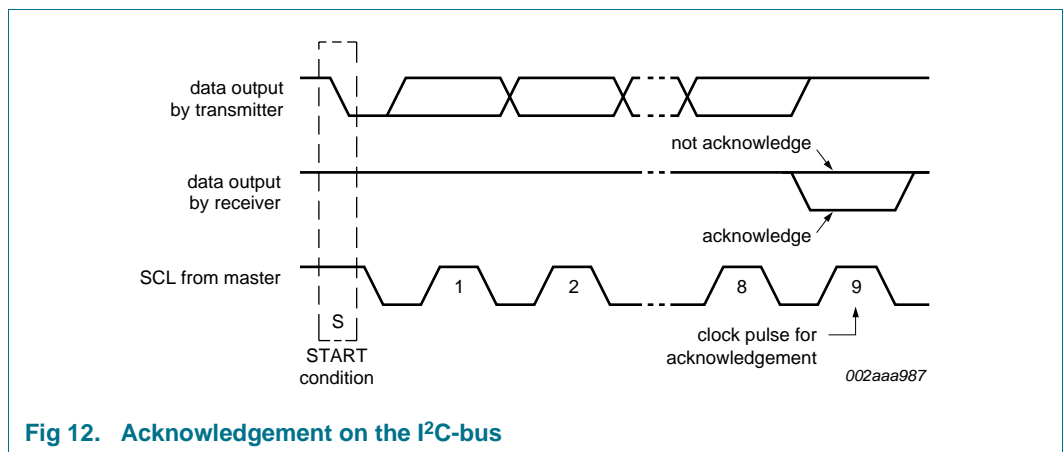 data output
by transmitter
not acknowledge
data output
by receiver
acknowledge
SCL from master
1
2
8
9
S
START
condition
clock pulse for
acknowledgement
002aaa987
Fig 12. Acknowledgement on the I²C-bus